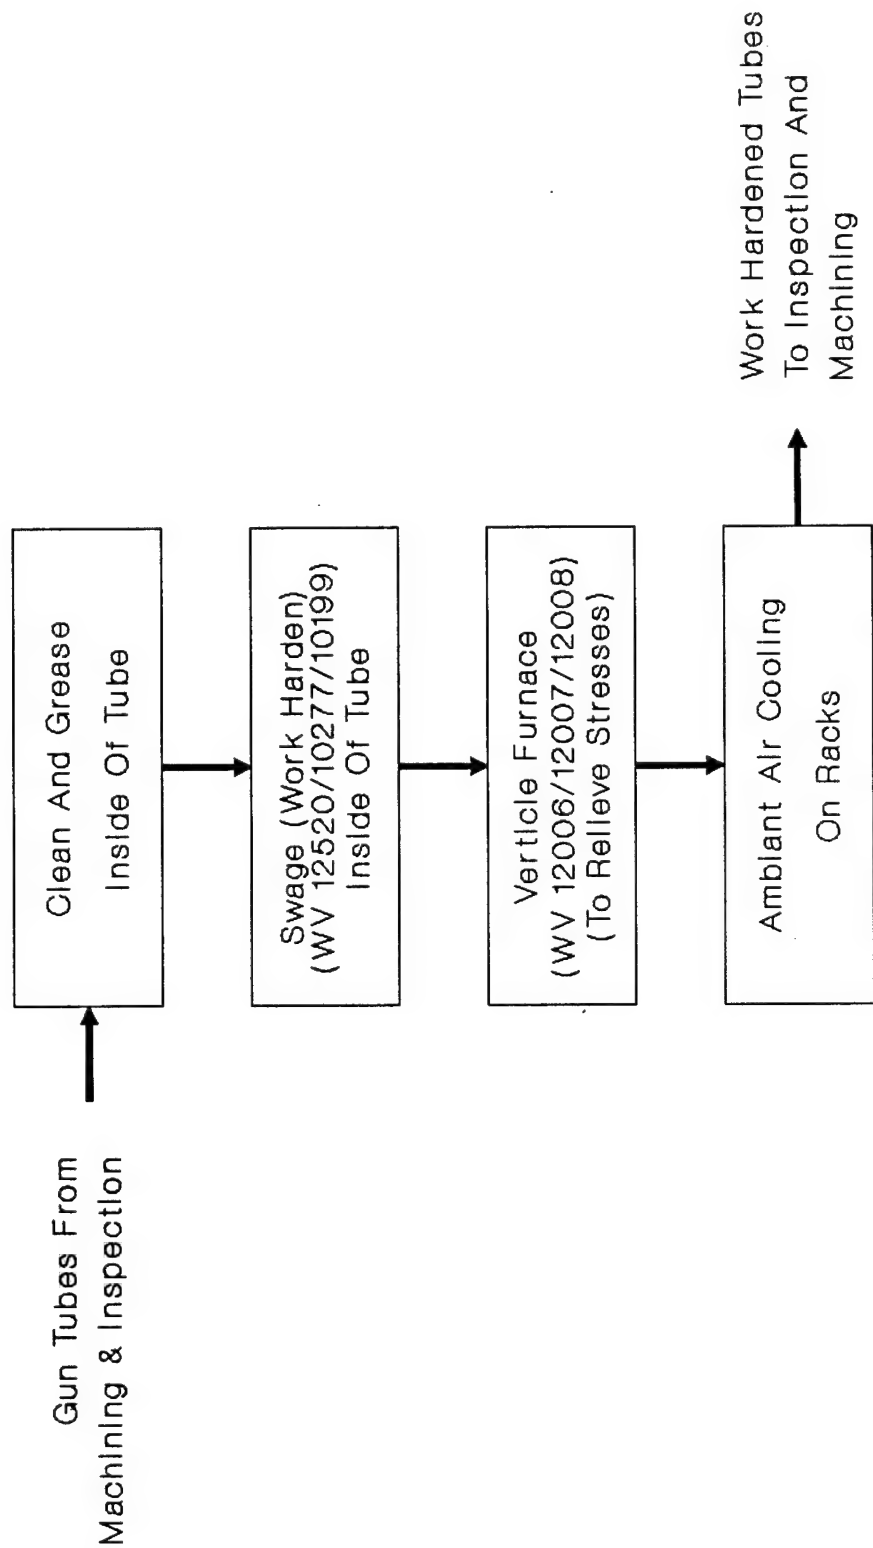 Gun Tubes From
Machining & Inspection
Clean And Grease
Inside Of Tube
Swage (Work Harden)
(WV 12520/10277/10199)
Inside Of Tube
Verticle Furnace
(WV 12006/12007/12008)
(To Relieve Stresses)
Ambiant Air Cooling
On Racks
Work Hardened Tubes
To Inspection And
Machining